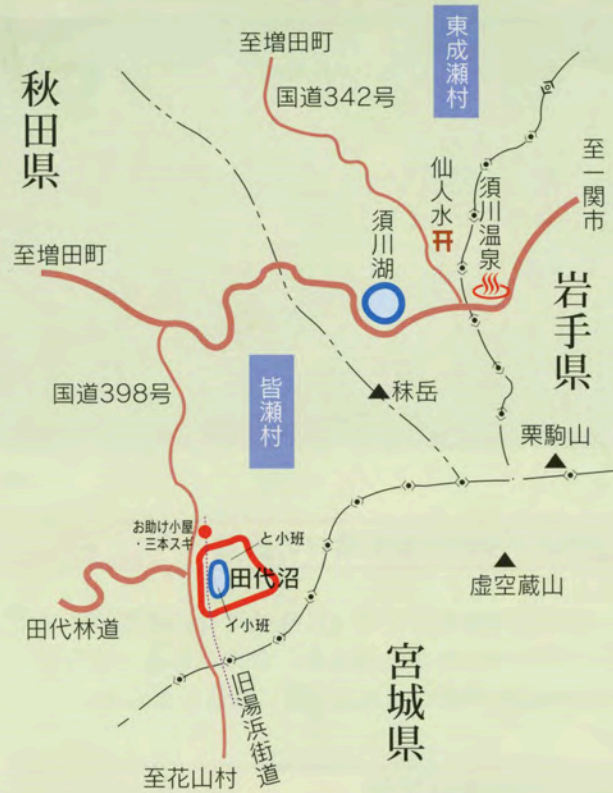 至増田町
東成瀬村
国道342号
秋田県
仙人水
須川温泉
至一関市
須川湖
至増田町
岩手県
国道398号
皆瀬村
秣岳
栗駒山
お助け小屋
・三本スギ
と小班
田代沼
虚空蔵山
イ小班
田代林道
宮城県
旧湯浜街道
至花山村